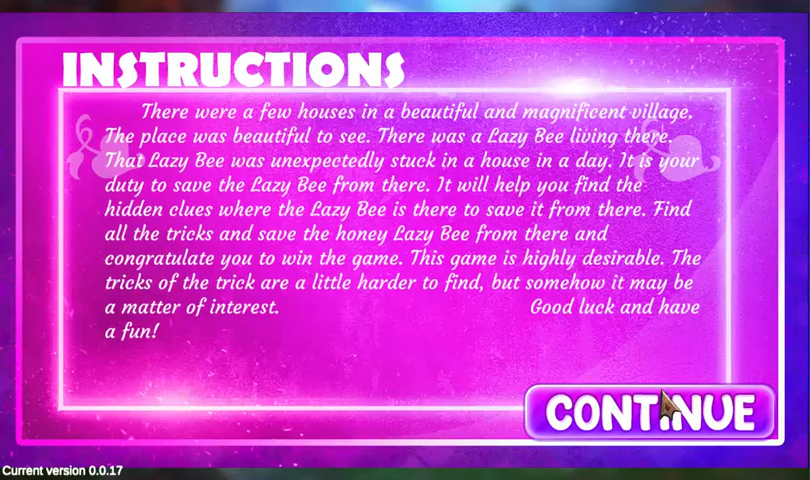 INSTRUCTIONS
There were a few houses in a beautiful and magnificent village.
The place was beautiful to see. There was a Lazy Bee living there.
That Lazy Bee was unexpectedly stuck in a house in a day. It is your
duty to save the Lazy Bee from there. It will help you find the
hidden clues where the Lazy Bee is there to save it from there. Find
all the tricks and save the honey Lazy Bee from there and
congratulate you to win the game. This game is highly desirable. The
tricks of the trick are a little harder to find, but somehow it may be
a matter of interest. Good luck and have
a fun!
CONTINUE
Current version 0.0.17